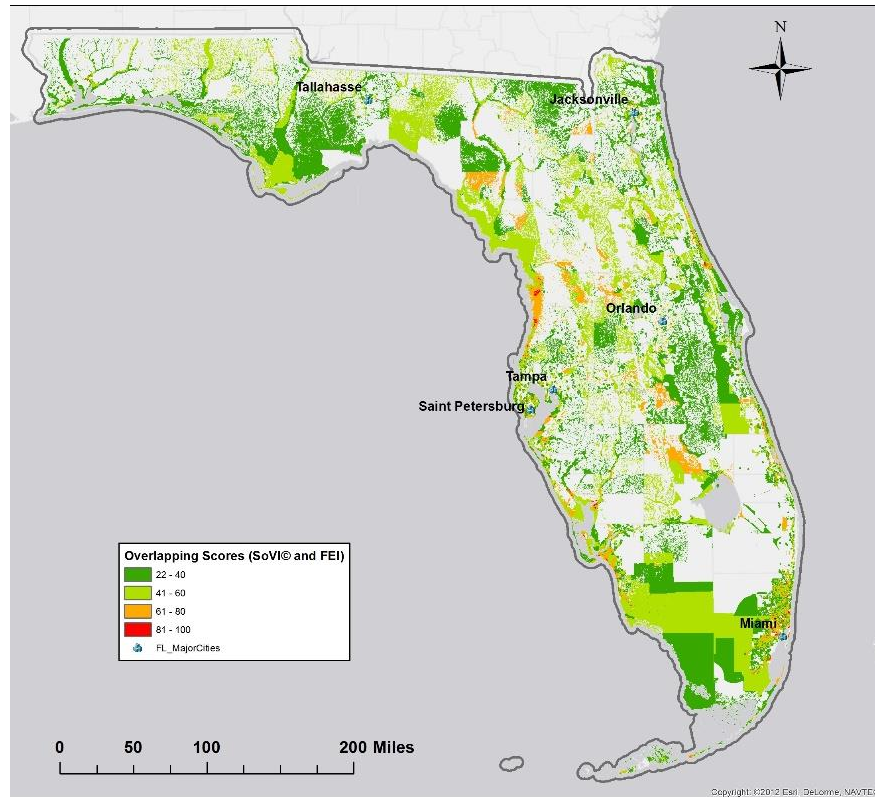 N
Tallahasse
Jacksonville
Orlando
Tampa
Saint Petersburg
Miami
Overlapping Scores (SoVI© and FEI)
22 - 40
41 - 60
61 - 80
81 - 100
FL_MajorCities
0 50 100 200 Miles
Copyright: ©2012 Esri, DeLorme, NAVTEQ